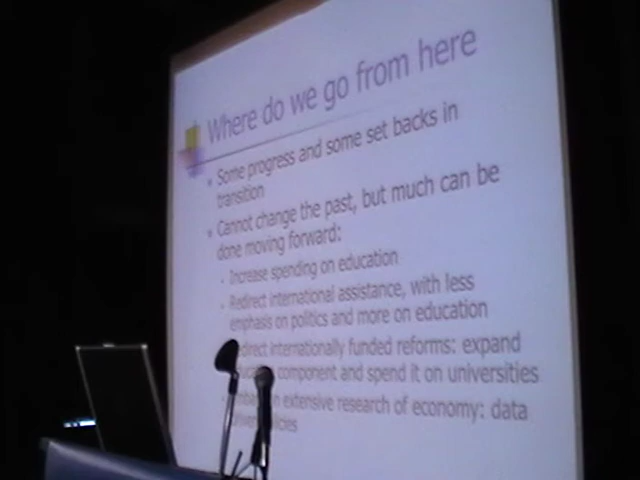 Where do we go from here
Some progress and some set backs in
transition
Cannot change the past, but much can be
done moving forward:
Increase spending on education
Redirect international assistance, with less
emphasis on politics and more on education
internationally funded reforms: expand
component and spend it on universities
extensive research of economy: data